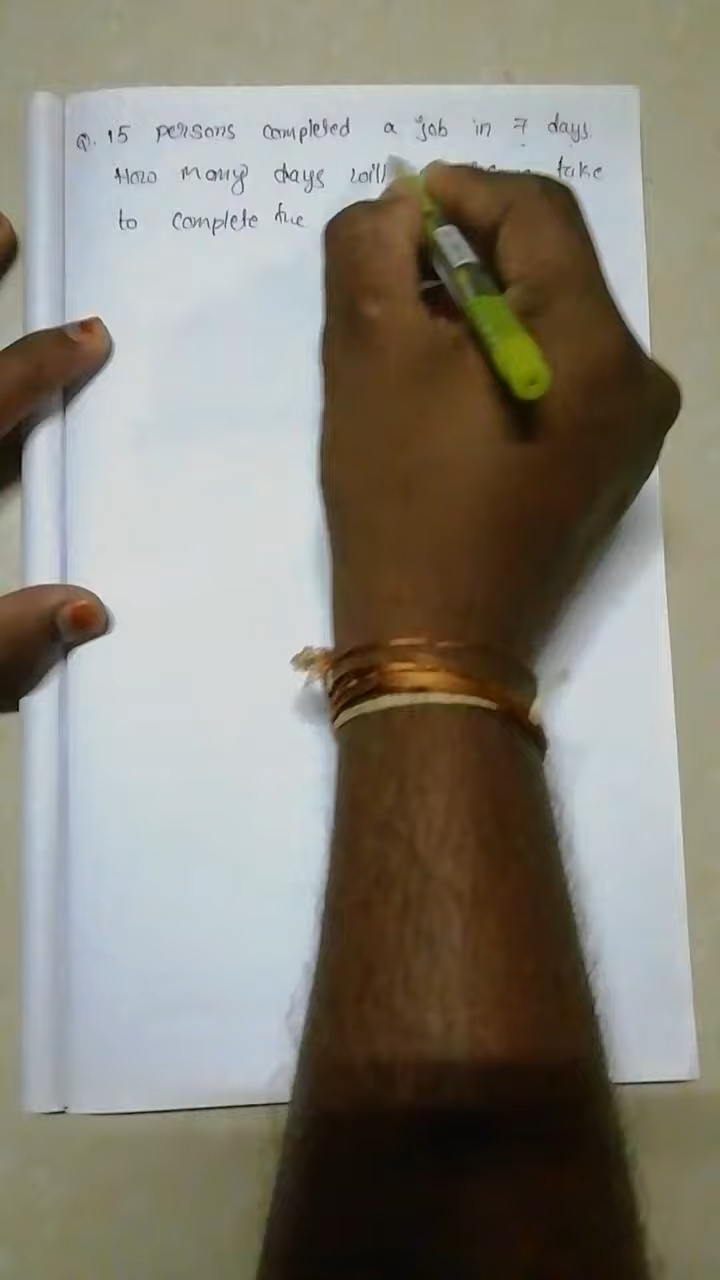 Q. 15 persons completed a job in 7 days.
How many days will take
to complete the